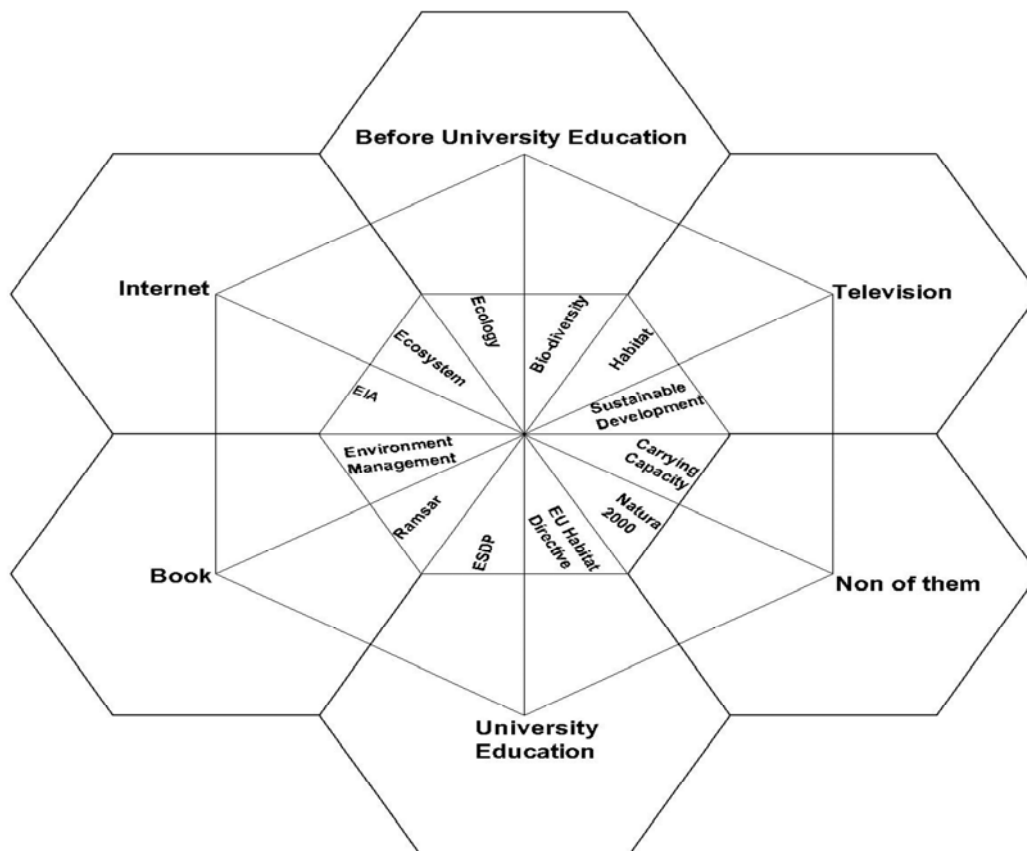 Before University Education
Internet
Television
Ecology
Bio-diversity
Ecosystem
Habitat
EIA
Sustainable
Development
Environment
Management
Carrying
Capacity
Ramsar
Natura
2000
ESDP
EU Habitat
Directive
Book
Non of them
University
Education